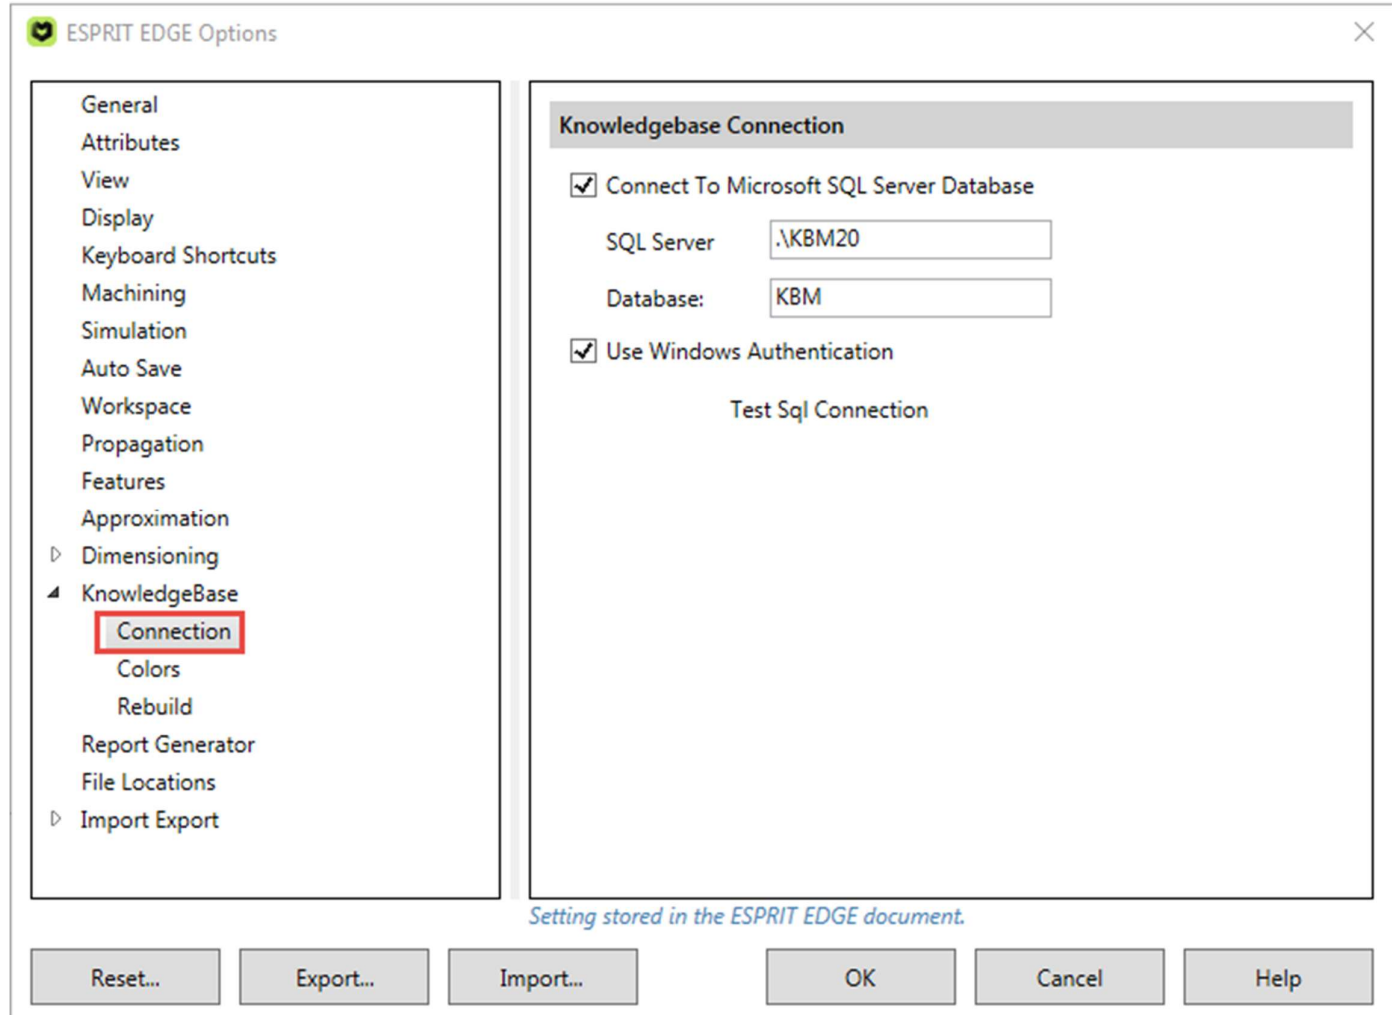 ESPRIT EDGE Options
General
Attributes
View
Display
Keyboard Shortcuts
Machining
Simulation
Auto Save
Workspace
Propagation
Features
Approximation
Dimensioning
KnowledgeBase
Connection
Colors
Rebuild
Report Generator
File Locations
Import Export
Knowledgebase Connection
Connect To Microsoft SQL Server Database
SQL Server .\KBM20
Database: KBM
Use Windows Authentication
Test Sql Connection
Setting stored in the ESPRIT EDGE document.
Reset... Export... Import... OK Cancel Help